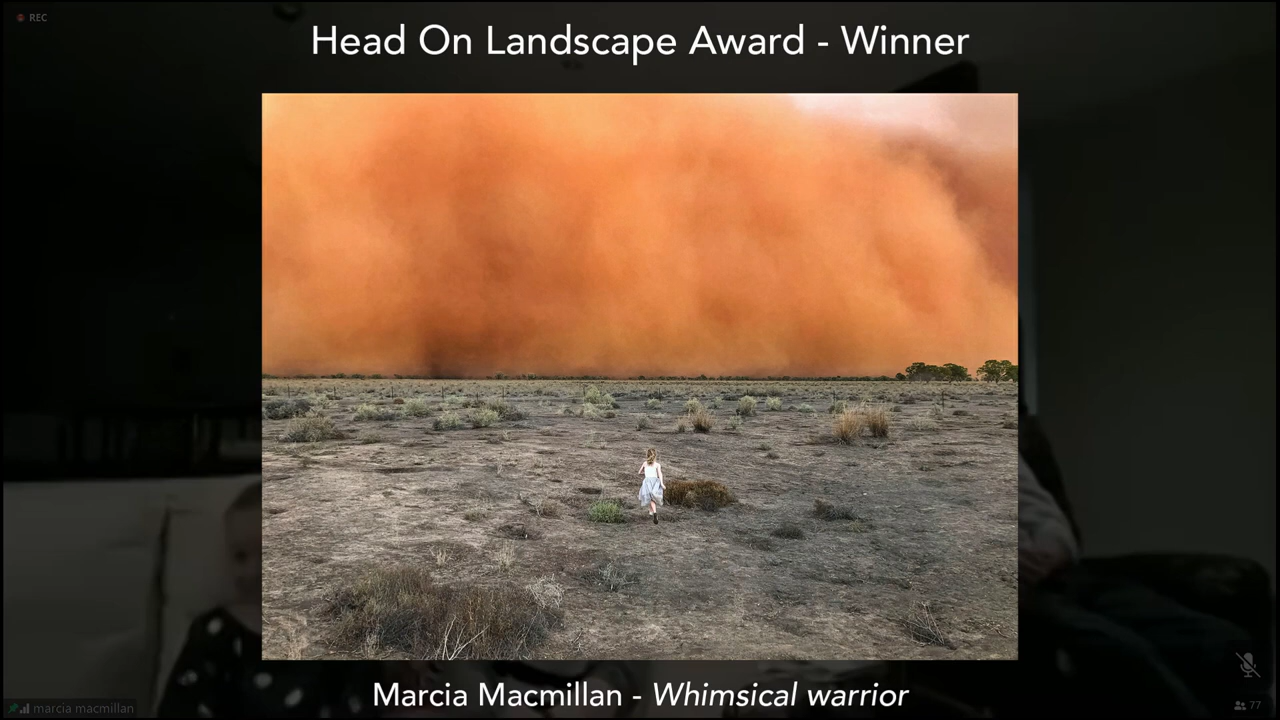 REC
Head On Landscape Award - Winner
Marcia Macmillan - Whimsical warrior
marcia macmillan
77